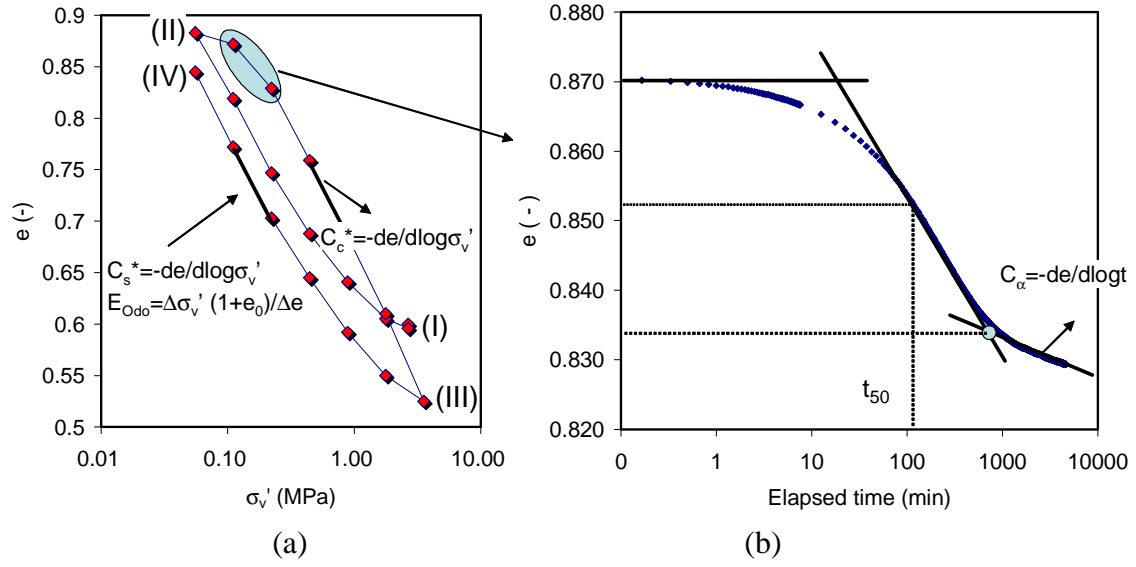 0.9
0.85
0.8
0.75
0.7
0.65
0.6
0.55
0.5
e (-)
(II)
(IV)
(I)
(III)
C_c*=-de/dlogσ_v'
C_s*=-de/dlogσ_v'
E_Odo=Δσ_v' (1+e_0)/Δe
0.01 0.10 1.00 10.00
σ_v' (MPa)
(a)
0.880
0.870
0.860
0.850
0.840
0.830
0.820
e ( - )
C_α=-de/dlogt
t_50
0 1 10 100 1000 10000
Elapsed time (min)
(b)